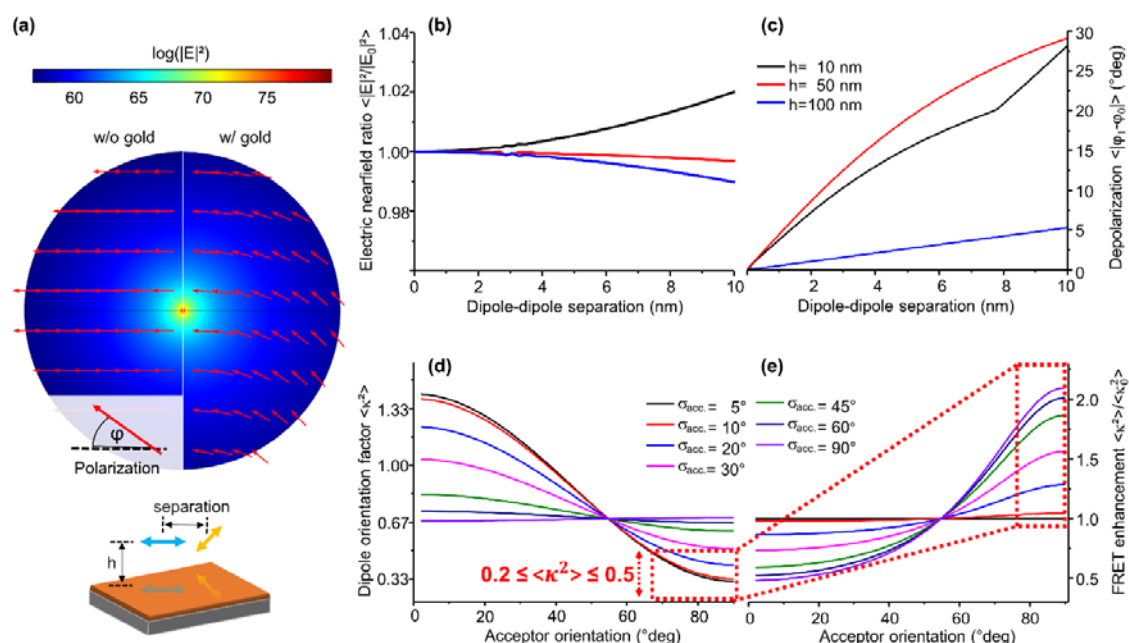 (a)
log(|E|²)
60 65 70 75
w/o gold w/ gold
φ
Polarization
separation
h
(b)
Electric nearfield ratio <|E|²/|E₀|²>
1.04
1.02
1.00
0.98
0 2 4 6 8 10
Dipole-dipole separation (nm)
(c)
h= 10 nm
h= 50 nm
h=100 nm
30
25
20
15
10
5
0
Depolarization <|φ₁-φ₀|> (°deg)
0 2 4 6 8 10
Dipole-dipole separation (nm)
(d)
Dipole orientation factor <κ²>
1.33
1.00
0.67
0.33
0 20 40 60 80
Acceptor orientation (°deg)
0.2 ≤ <κ²> ≤ 0.5
σacc.= 5°
σacc.= 10°
σacc.= 20°
σacc.= 30°
σacc.= 45°
σacc.= 60°
σacc.= 90°
(e)
2.0
1.5
1.0
0.5
FRET enhancement <κ²>/<κ₀²>
0 20 40 60 80
Acceptor orientation (°deg)